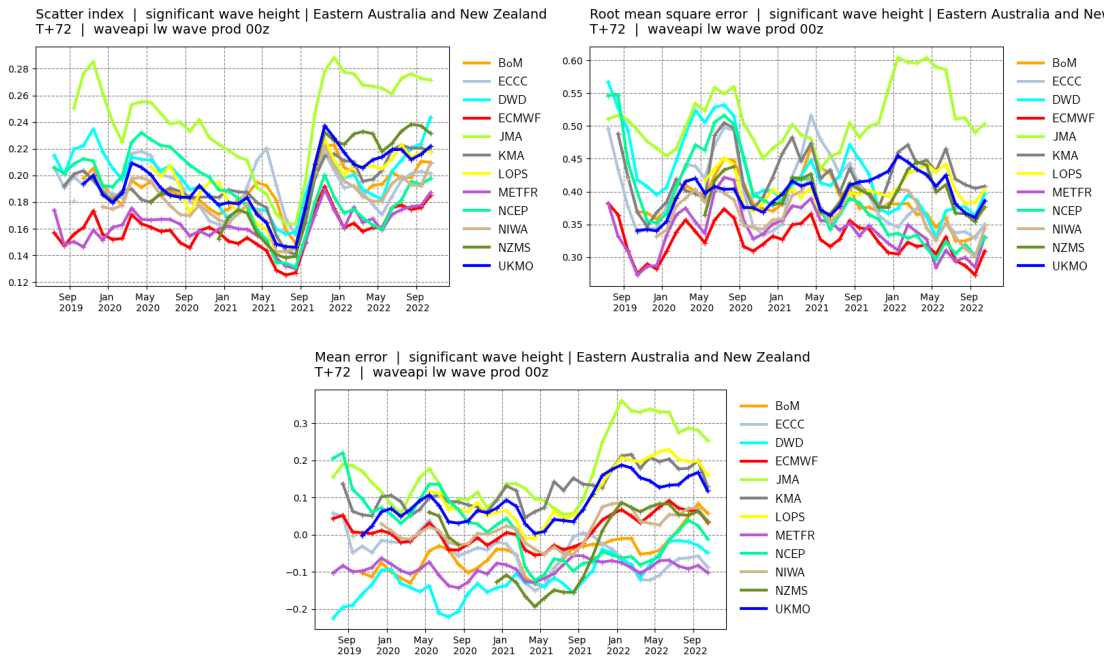 Scatter index | significant wave height | Eastern Australia and New Zealand
T+72 | waveapi lw wave prod 00z
0.28
0.26
0.24
0.22
0.20
0.18
0.16
0.14
0.12
Sep 2019
Jan 2020
May 2020
Sep 2020
Jan 2021
May 2021
Sep 2021
Jan 2022
May 2022
Sep 2022
BoM
ECCC
DWD
ECMWF
JMA
KMA
LOPS
METFR
NCEP
NIWA
NZMS
UKMO
Root mean square error | significant wave height | Eastern Australia and New
T+72 | waveapi lw wave prod 00z
0.60
0.55
0.50
0.45
0.40
0.35
0.30
Sep 2019
Jan 2020
May 2020
Sep 2020
Jan 2021
May 2021
Sep 2021
Jan 2022
May 2022
Sep 2022
BoM
ECCC
DWD
ECMWF
JMA
KMA
LOPS
METFR
NCEP
NIWA
NZMS
UKMO
Mean error | significant wave height | Eastern Australia and New Zealand
T+72 | waveapi lw wave prod 00z
0.3
0.2
0.1
0.0
−0.1
−0.2
Sep 2019
Jan 2020
May 2020
Sep 2020
Jan 2021
May 2021
Sep 2021
Jan 2022
May 2022
Sep 2022
BoM
ECCC
DWD
ECMWF
JMA
KMA
LOPS
METFR
NCEP
NIWA
NZMS
UKMO